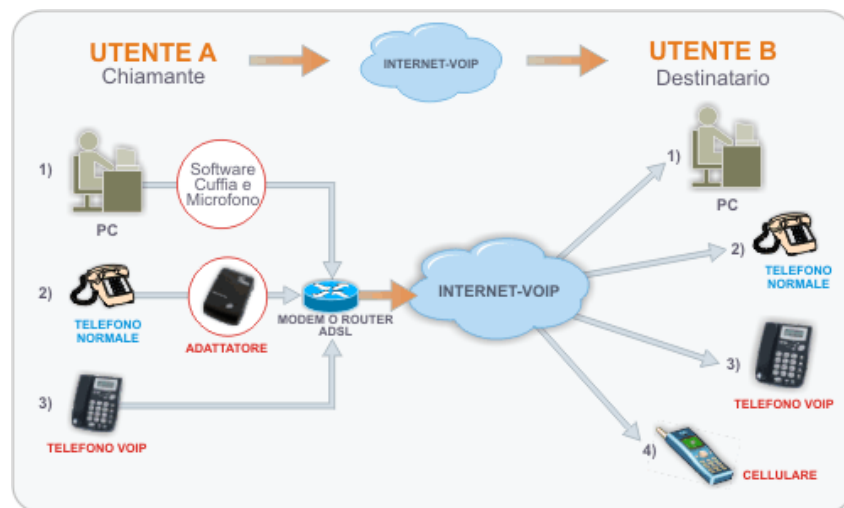 UTENTE A
Chiamante
INTERNET-VOIP
UTENTE B
Destinatario
1)
PC
Software
Cuffia e
Microfono
2)
TELEFONO
NORMALE
ADATTATORE
MODEM O ROUTER
ADSL
3)
TELEFONO VOIP
INTERNET-VOIP
1)
PC
2)
TELEFONO
NORMALE
3)
TELEFONO VOIP
4)
CELLULARE